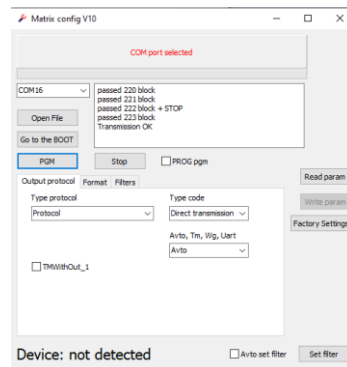 Matrix config V10
COM port selected
COM16
passed 220 block
passed 221 block
passed 222 block + STOP
passed 223 block
Transmission OK
Open File
Go to the BOOT
PGM
Stop
PROG pgm
Read param
Write param
Factory Settings
Output protocol Format Filters
Type protocol
Type code
Protocol
Direct transmission
Avto, Tm, Wg, Uart
Avto
TMWithOut_1
Device: not detected
Avto set filter
Set filter